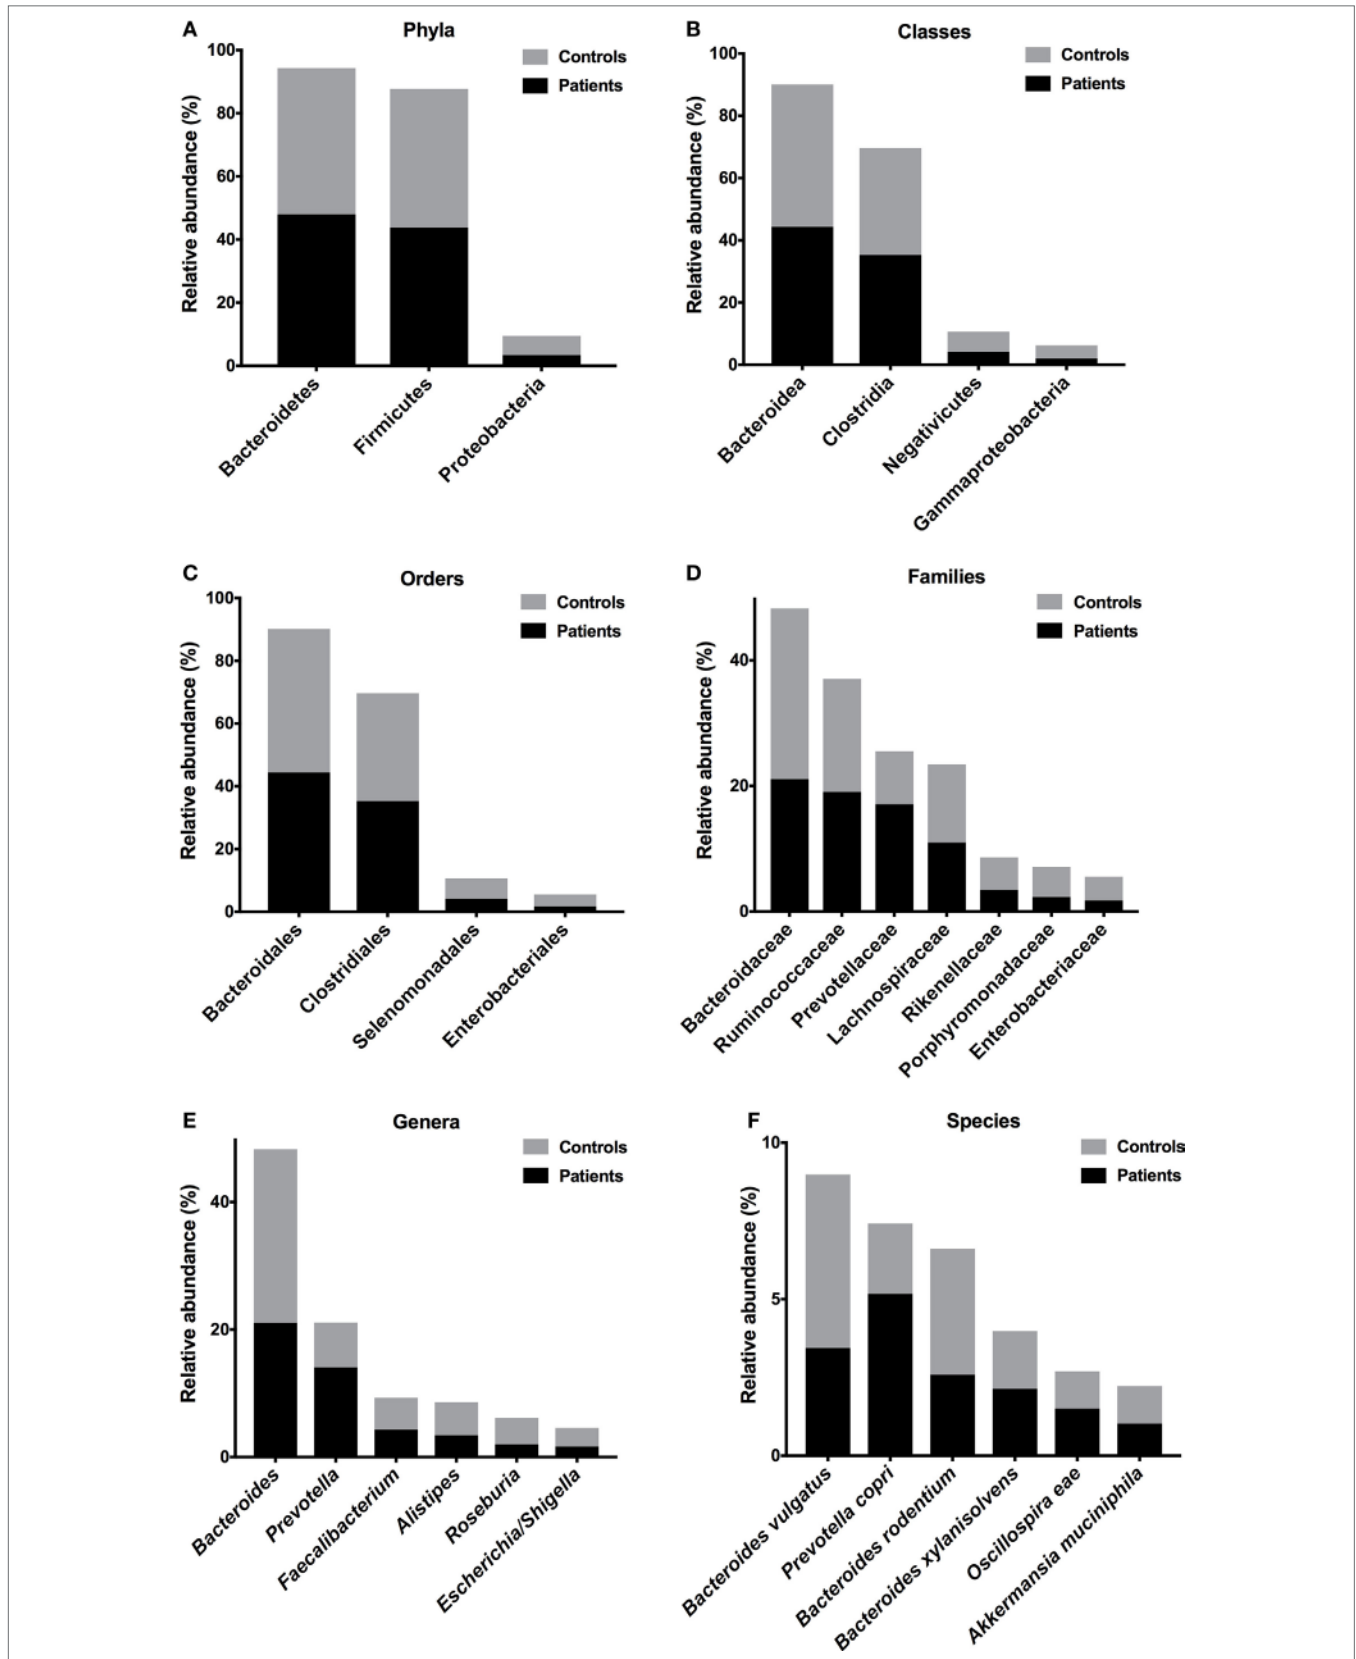 A
Phyla
Controls
Patients
Relative abundance (%)
100
80
60
40
20
0
Bacteroidetes
Firmicutes
Proteobacteria
B
Classes
Controls
Patients
Relative abundance (%)
100
80
60
40
20
0
Bacteroidea
Clostridia
Negativicutes
Gammaproteobacteria
C
Orders
Controls
Patients
Relative abundance (%)
100
80
60
40
20
0
Bacteroidales
Clostridiales
Selenomonadales
Enterobacteriales
D
Families
Controls
Patients
Relative abundance (%)
40
20
0
Bacteroidaceae
Ruminococcaceae
Prevotellaceae
Lachnospiraceae
Rikenellaceae
Porphyromonadaceae
Enterobacteriaceae
E
Genera
Controls
Patients
Relative abundance (%)
40
20
0
Bacteroides
Prevotella
Faecalibacterium
Alistipes
Roseburia
Escherichia/Shigella
F
Species
Controls
Patients
Relative abundance (%)
10
5
0
Bacteroides vulgatus
Prevotella copri
Bacteroides rodentium
Bacteroides xylanisolvens
Oscillospira eae
Akkermansia muciniphila